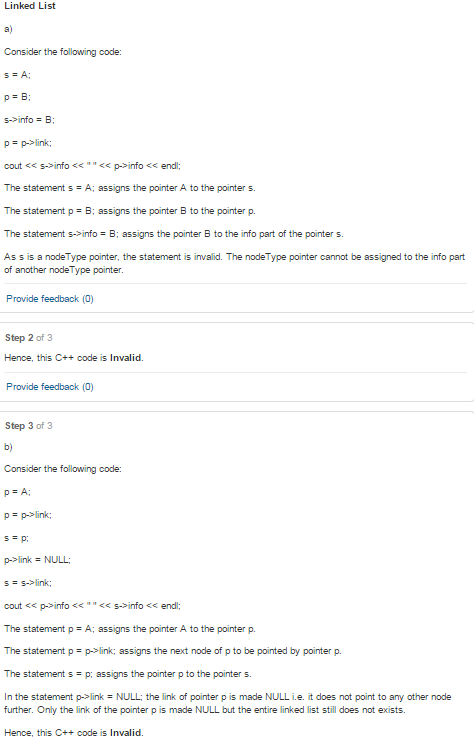 Linked List
a)
Consider the following code:
s = A;
p = B;
s->info = B;
p = p->link;
cout << s->info << " " << p->info << endl;
The statement s = A; assigns the pointer A to the pointer s.
The statement p = B; assigns the pointer B to the pointer p.
The statement s->info = B; assigns the pointer B to the info part of the pointer s.
As s is a nodeType pointer, the statement is invalid. The nodeType pointer cannot be assigned to the info part
of another nodeType pointer.
Provide feedback (0)
Step 2 of 3
Hence, this C++ code is Invalid.
Provide feedback (0)
Step 3 of 3
b)
Consider the following code:
p = A;
p = p->link;
s = p;
p->link = NULL;
s = s->link;
cout << p->info << " " << s->info << endl;
The statement p = A; assigns the pointer A to the pointer p.
The statement p = p->link; assigns the next node of p to be pointed by pointer p.
The statement s = p; assigns the pointer p to the pointer s.
In the statement p->link = NULL; the link of pointer p is made NULL i.e. it does not point to any other node
further. Only the link of the pointer p is made NULL but the entire linked list still does not exists.
Hence, this C++ code is Invalid.